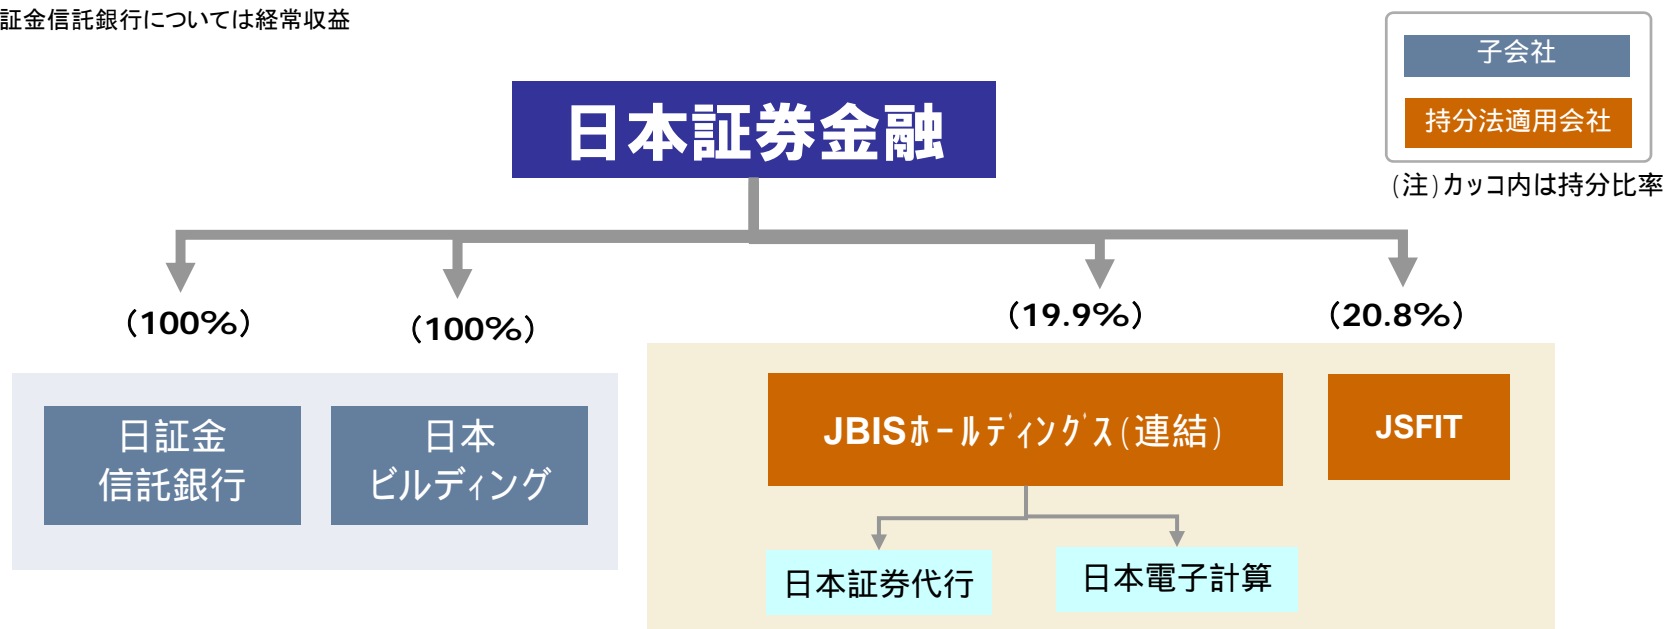 証金信託銀行については経常収益
子会社
持分法適用会社
(注)カッコ内は持分比率
日本証券金融
(100%)
(100%)
(19.9%)
(20.8%)
日証金
信託銀行
日本
ビルディング
JBISホールディングス(連結)
JSFIT
日本証券代行
日本電子計算